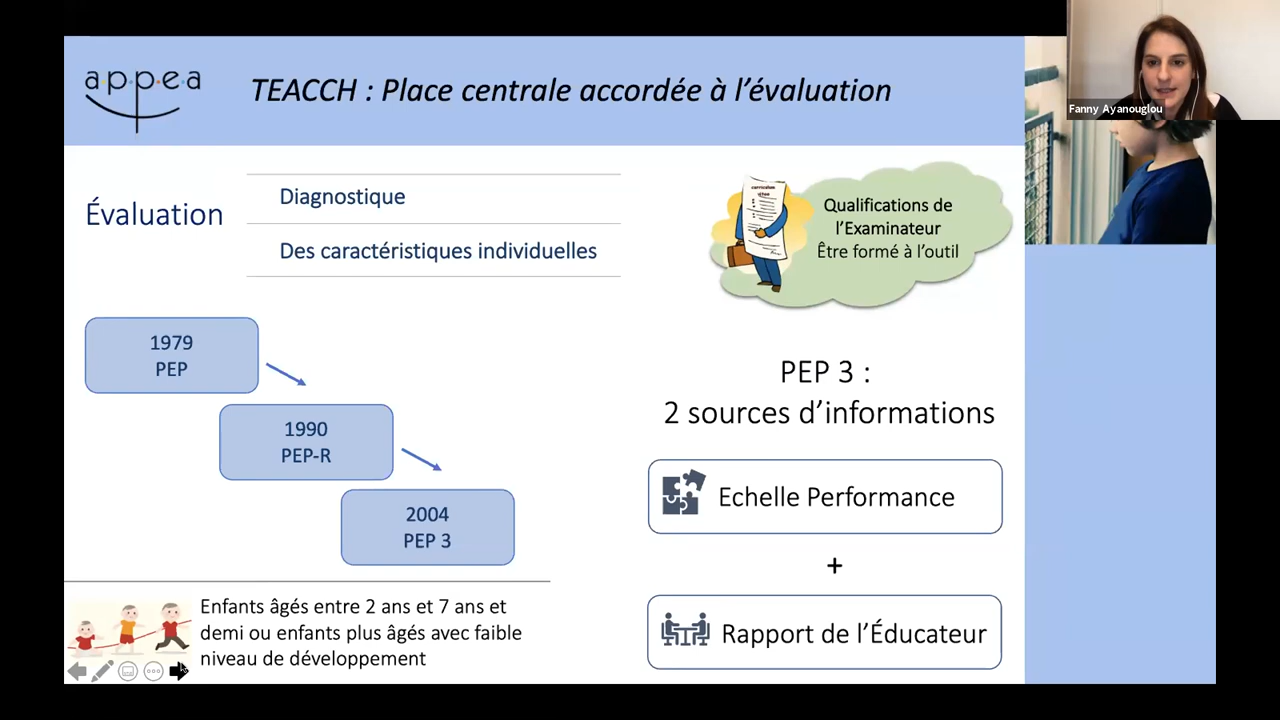 appea
TEACCH : Place centrale accordée à l’évaluation
Fanny Ayanouglou
Évaluation
Diagnostique
Des caractéristiques individuelles
curriculum
vitae
Qualifications de
l’Examinateur
Être formé à l’outil
1979
PEP
1990
PEP-R
2004
PEP 3
Enfants âgés entre 2 ans et 7 ans et
demi ou enfants plus âgés avec faible
niveau de développement
PEP 3 :
2 sources d’informations
Echelle Performance
+
Rapport de l’Éducateur